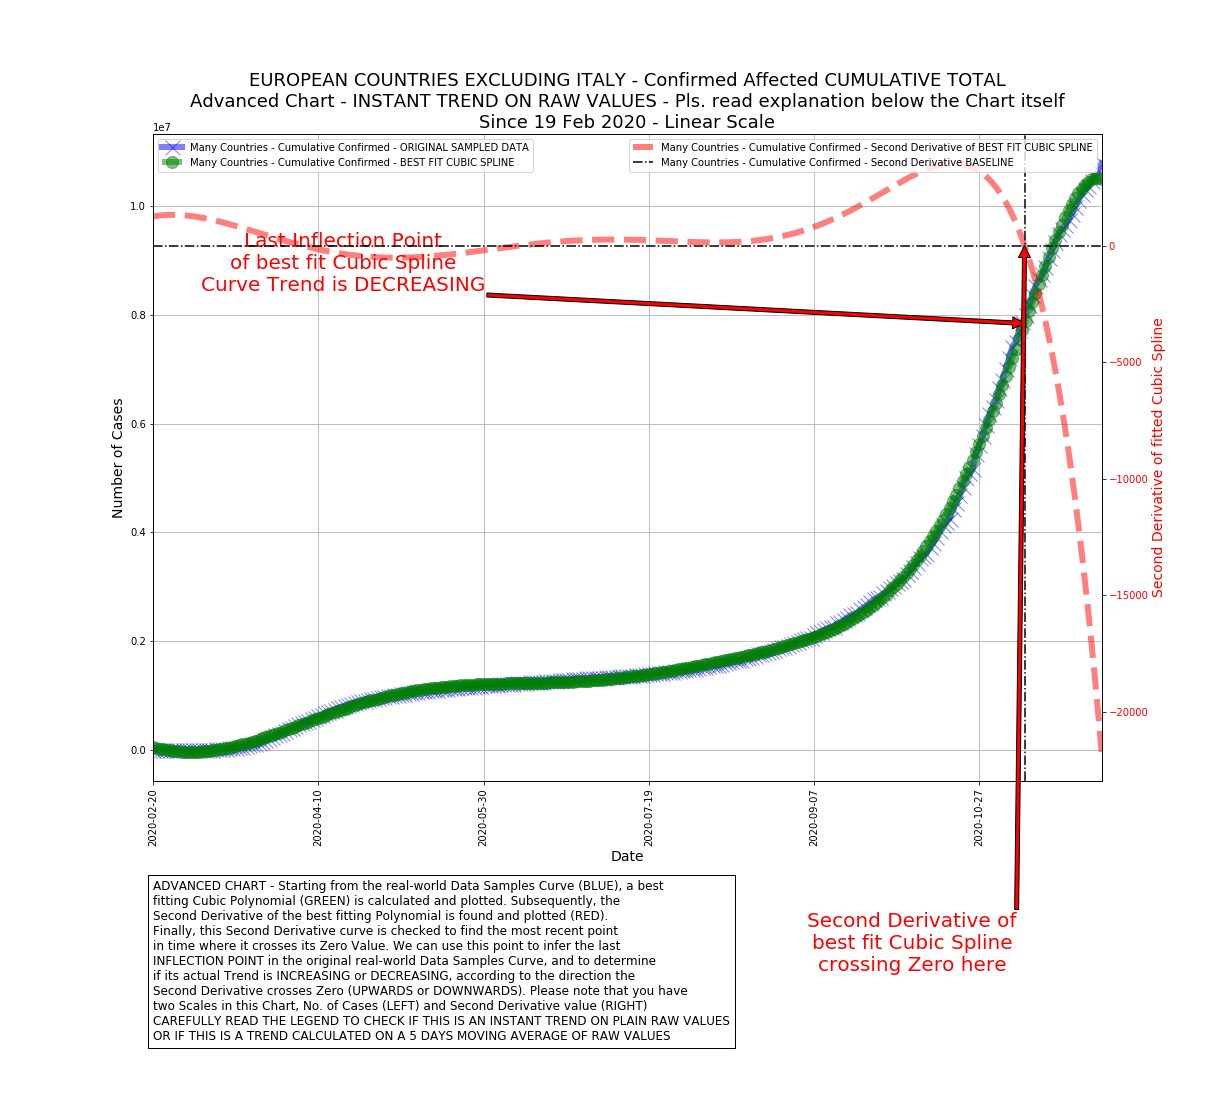 EUROPEAN COUNTRIES EXCLUDING ITALY - Confirmed Affected CUMULATIVE TOTAL
Advanced Chart - INSTANT TREND ON RAW VALUES - Pls. read explanation below the Chart itself
Since 19 Feb 2020 - Linear Scale
1e7
Many Countries - Cumulative Confirmed - ORIGINAL SAMPLED DATA
Many Countries - Cumulative Confirmed - BEST FIT CUBIC SPLINE
Many Countries - Cumulative Confirmed - Second Derivative of BEST FIT CUBIC SPLINE
Many Countries - Cumulative Confirmed - Second Derivative BASELINE
Last Inflection Point
of best fit Cubic Spline
Curve Trend is DECREASING
Number of Cases
1.0
0.8
0.6
0.4
0.2
0.0
0
−5000
−10000
−15000
−20000
Second Derivative of fitted Cubic Spline
2020-02-20
2020-04-10
2020-05-30
2020-07-19
2020-09-07
2020-10-27
Date
ADVANCED CHART - Starting from the real-world Data Samples Curve (BLUE), a best
fitting Cubic Polynomial (GREEN) is calculated and plotted. Subsequently, the
Second Derivative of the best fitting Polynomial is found and plotted (RED).
Finally, this Second Derivative curve is checked to find the most recent point
in time where it crosses its Zero Value. We can use this point to infer the last
INFLECTION POINT in the original real-world Data Samples Curve, and to determine
if its actual Trend is INCREASING or DECREASING, according to the direction the
Second Derivative crosses Zero (UPWARDS or DOWNWARDS). Please note that you have
two Scales in this Chart, No. of Cases (LEFT) and Second Derivative value (RIGHT)
CAREFULLY READ THE LEGEND TO CHECK IF THIS IS AN INSTANT TREND ON PLAIN RAW VALUES
OR IF THIS IS A TREND CALCULATED ON A 5 DAYS MOVING AVERAGE OF RAW VALUES
Second Derivative of
best fit Cubic Spline
crossing Zero here